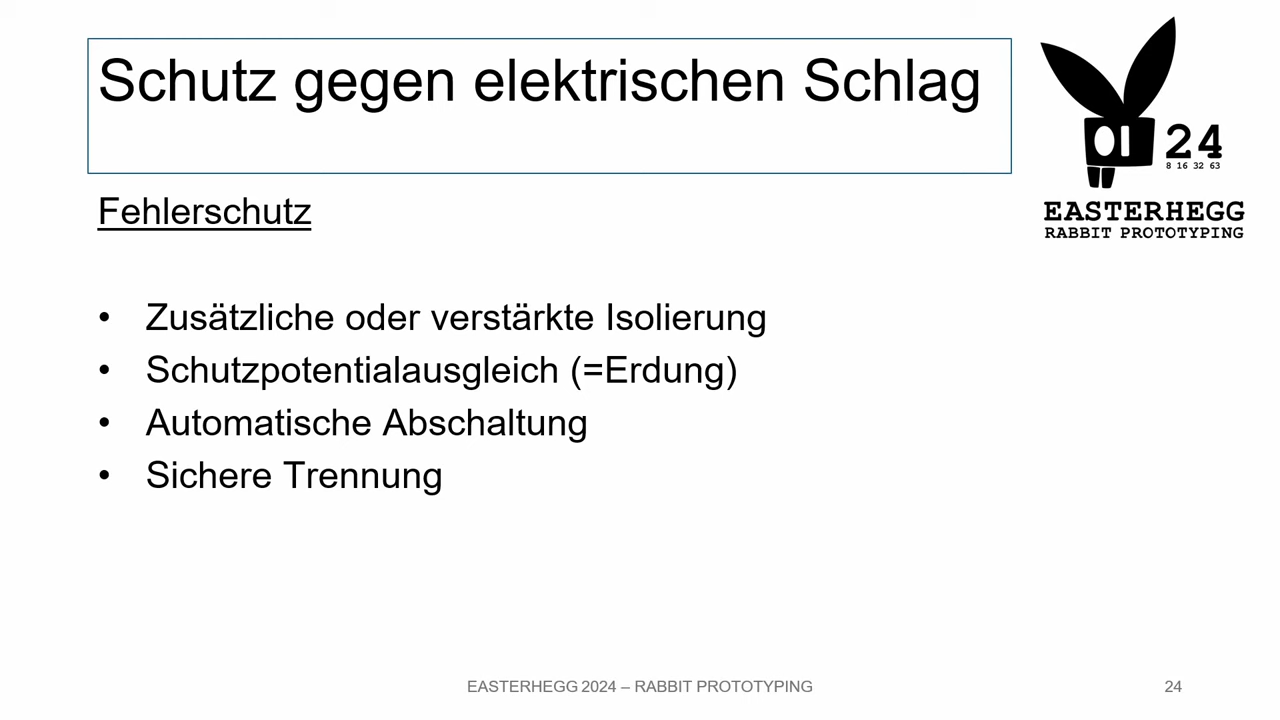 Schutz gegen elektrischen Schlag
24
8 16 32 63
EASTERHEGG
RABBIT PROTOTYPING
Fehlerschutz
• Zusätzliche oder verstärkte Isolierung
• Schutzpotentialausgleich (=Erdung)
• Automatische Abschaltung
• Sichere Trennung
EASTERHEGG 2024 – RABBIT PROTOTYPING
24